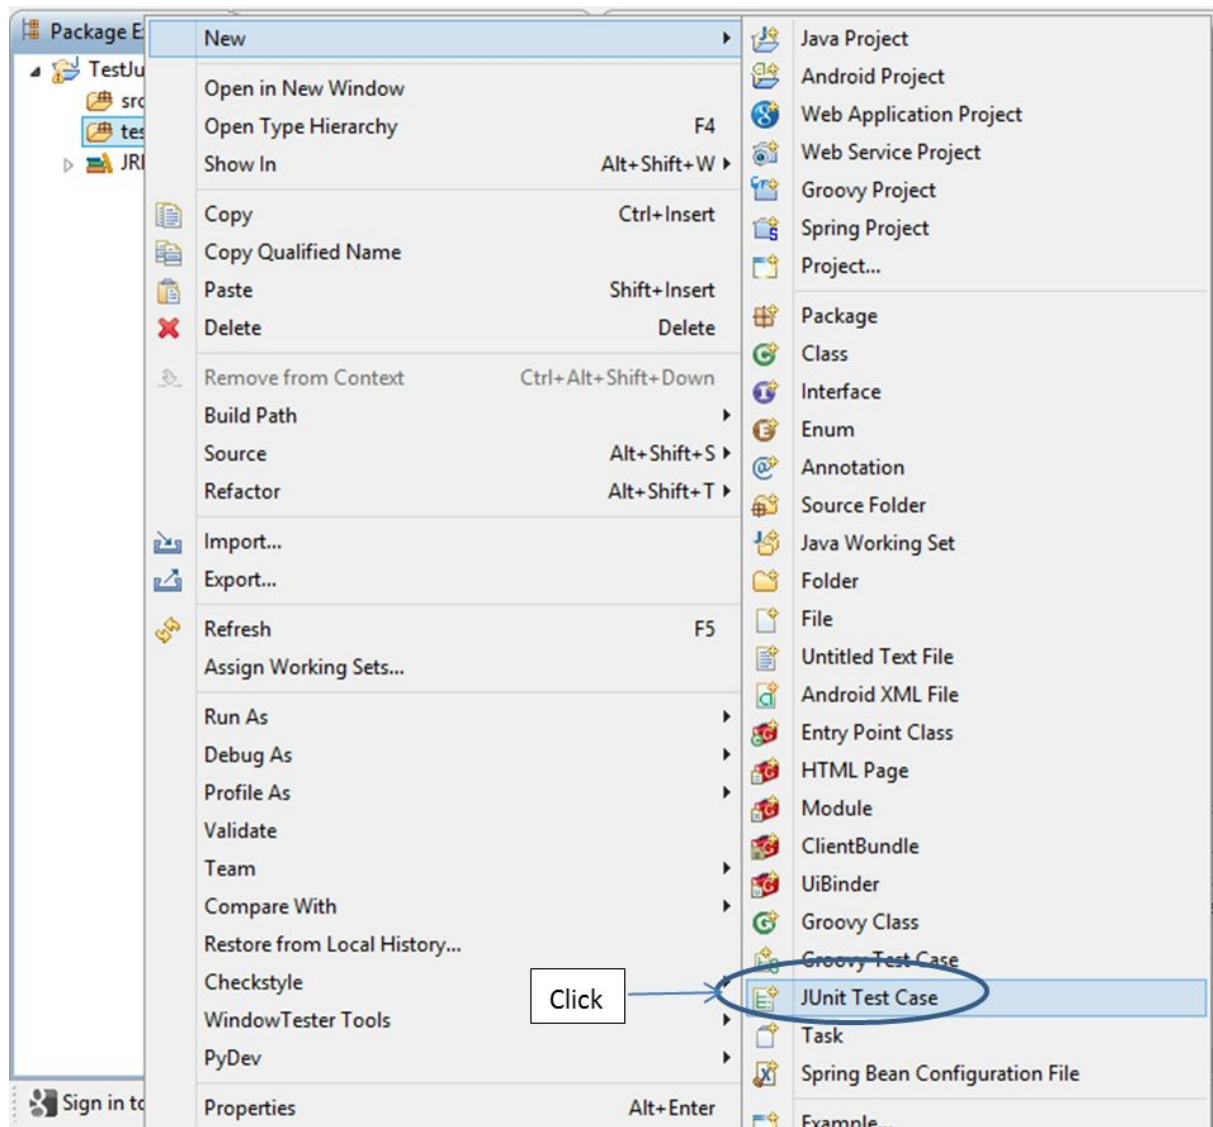 Package E
TestJu
src
tes
JRI
New
Open in New Window
Open Type Hierarchy F4
Show In Alt+Shift+W
Copy Ctrl+Insert
Copy Qualified Name
Paste Shift+Insert
Delete Delete
Remove from Context Ctrl+Alt+Shift+Down
Build Path
Source Alt+Shift+S
Refactor Alt+Shift+T
Import...
Export...
Refresh F5
Assign Working Sets...
Run As
Debug As
Profile As
Validate
Team
Compare With
Restore from Local History...
Checkstyle
WindowTester Tools
PyDev
Properties Alt+Enter
Java Project
Android Project
Web Application Project
Web Service Project
Groovy Project
Spring Project
Project...
Package
Class
Interface
Enum
Annotation
Source Folder
Java Working Set
Folder
File
Untitled Text File
Android XML File
Entry Point Class
HTML Page
Module
ClientBundle
UiBinder
Groovy Class
Groovy Test Case
JUnit Test Case
Task
Spring Bean Configuration File
Example...
Click
Sign in to